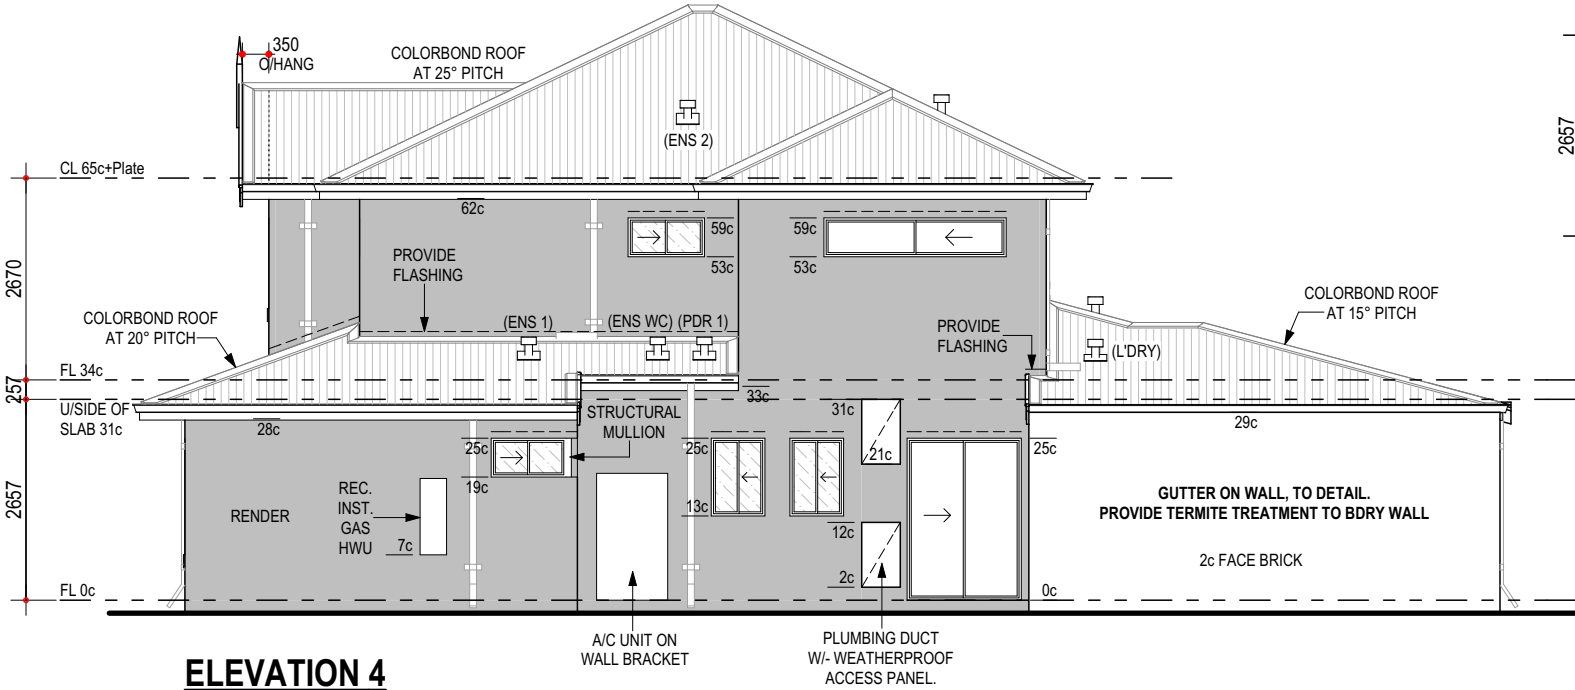 350
O/HANG
COLORBOND ROOF
AT 25° PITCH
2657
(ENS 2)
CL 65c+Plate
62c
59c
59c
53c
53c
PROVIDE
FLASHING
2670
COLORBOND ROOF
AT 20° PITCH
(ENS 1)
(ENS WC)
(PDR 1)
PROVIDE
FLASHING
(L'DRY)
COLORBOND ROOF
AT 15° PITCH
FL 34c
257
U/SIDE OF
SLAB 31c
33c
31c
28c
29c
STRUCTURAL
MULLION
25c
25c
21c
25c
19c
2657
RENDER
REC.
INST.
GAS
HWU
7c
13c
12c
2c
GUTTER ON WALL, TO DETAIL.
PROVIDE TERMITE TREATMENT TO BDRY WALL
2c FACE BRICK
FL 0c
0c
A/C UNIT ON
WALL BRACKET
PLUMBING DUCT
W/- WEATHERPROOF
ACCESS PANEL.
ELEVATION 4